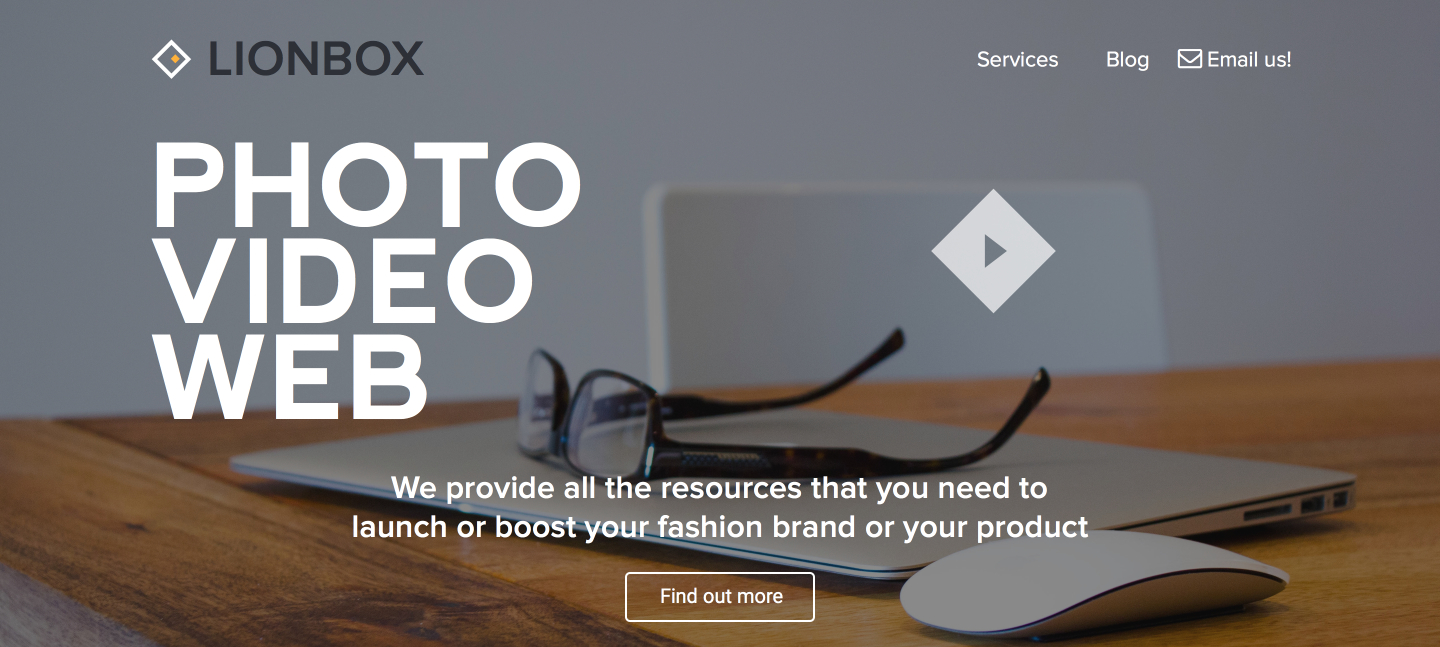 LIONBOX
Services Blog Email us!
PHOTO
VIDEO
WEB
We provide all the resources that you need to
launch or boost your fashion brand or your product
Find out more